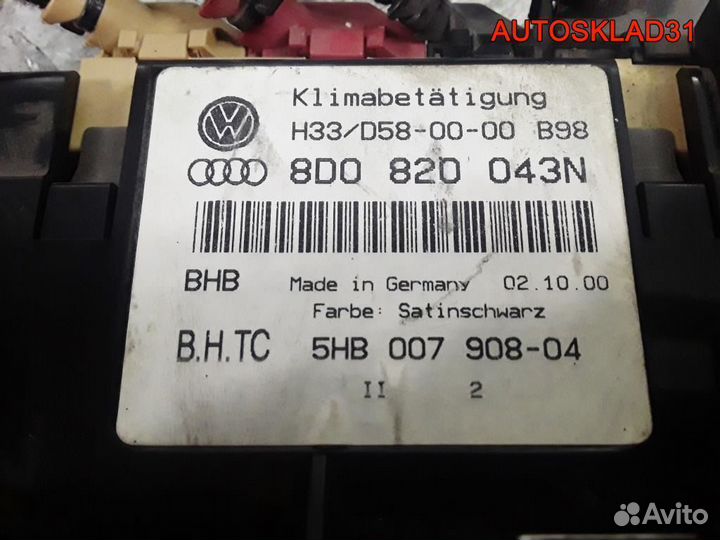 AUTOSKLAD31
Klimabetätigung
H33/D58-00-00 B98
8D0 820 043N
BHB Made in Germany 02.10.00
Farbe: Satinschwarz
B.H.TC 5HB 007 908-04
II 2
Avito